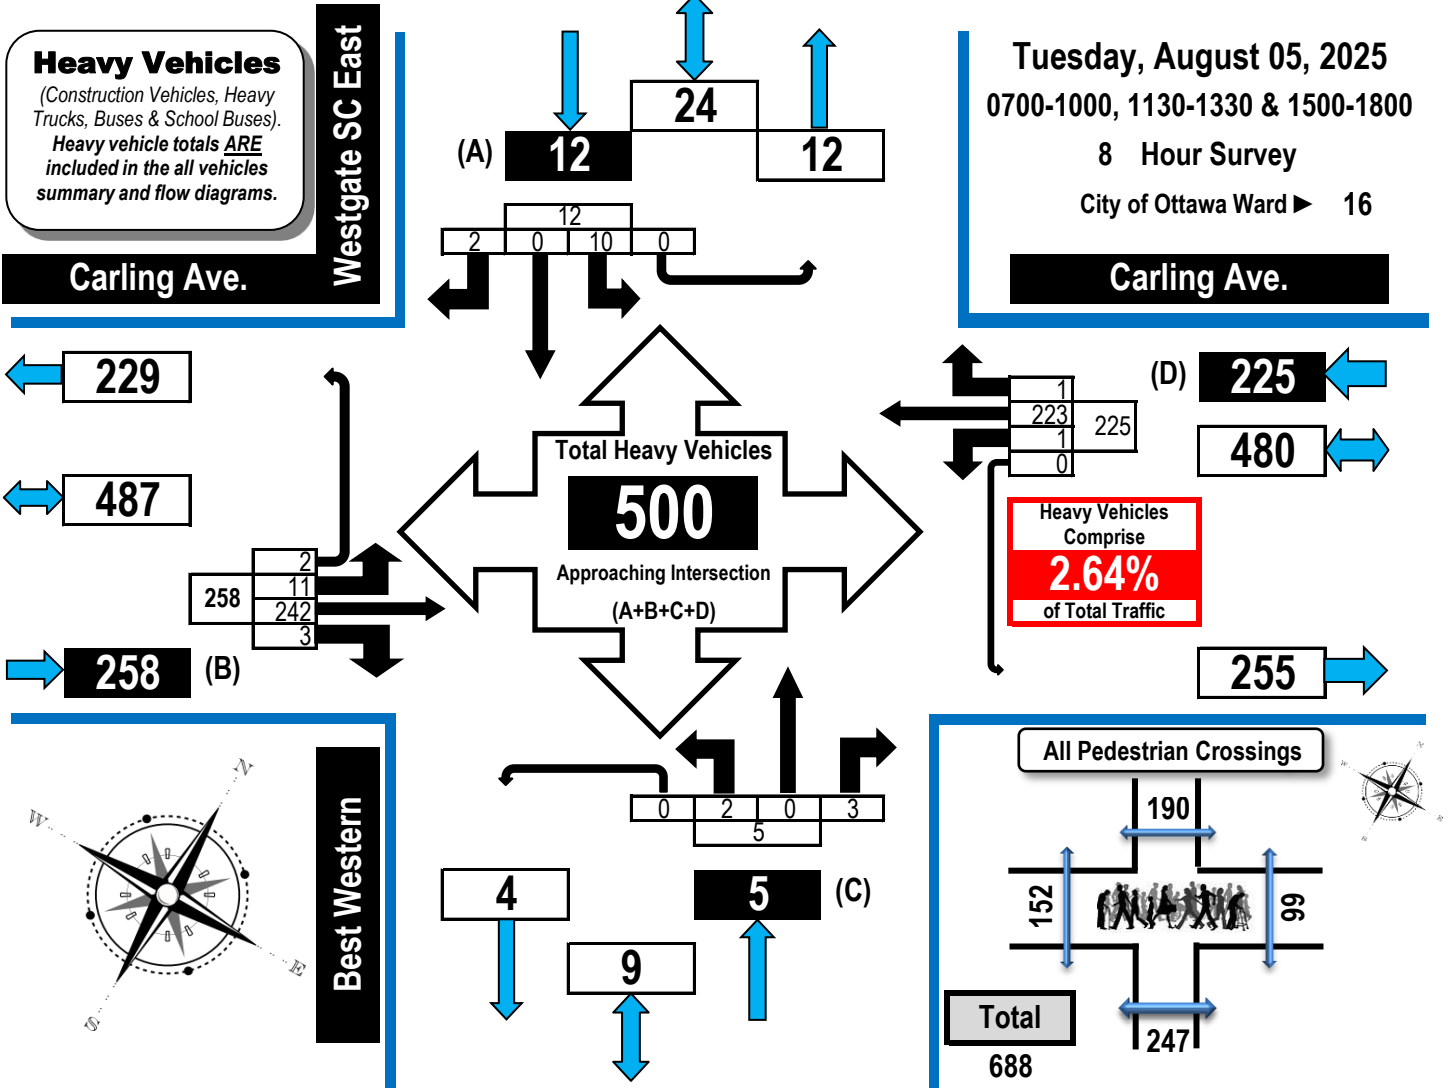 Heavy Vehicles
(Construction Vehicles, Heavy
Trucks, Buses & School Buses).
Heavy vehicle totals ARE
included in the all vehicles
summary and flow diagrams.
Westgate SC East
Carling Ave.
24
(A)
12
12
12
2
0
10
0
Tuesday, August 05, 2025
0700-1000, 1130-1330 & 1500-1800
8 Hour Survey
City of Ottawa Ward ► 16
Carling Ave.
229
487
2
11
242
3
258
258
(B)
Total Heavy Vehicles
500
Approaching Intersection
(A+B+C+D)
1
223
1
0
225
(D)
225
480
Heavy Vehicles
Comprise
2.64%
of Total Traffic
255
N
W
E
S
Best Western
0
2
0
3
5
4
5
(C)
9
All Pedestrian Crossings
190
152
99
247
Total
688
N
W
E
S